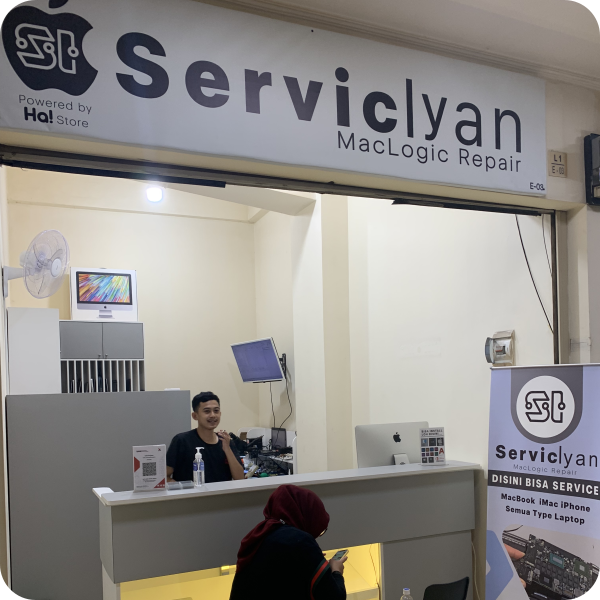 SI
Serviclyan
MacLogic Repair
Powered by
Ha! Store
E-03
L1
SI
Serviclyan
MacLogic Repair
DISINI BISA SERVICE
MacBook iMac iPhone
Semua Type Laptop